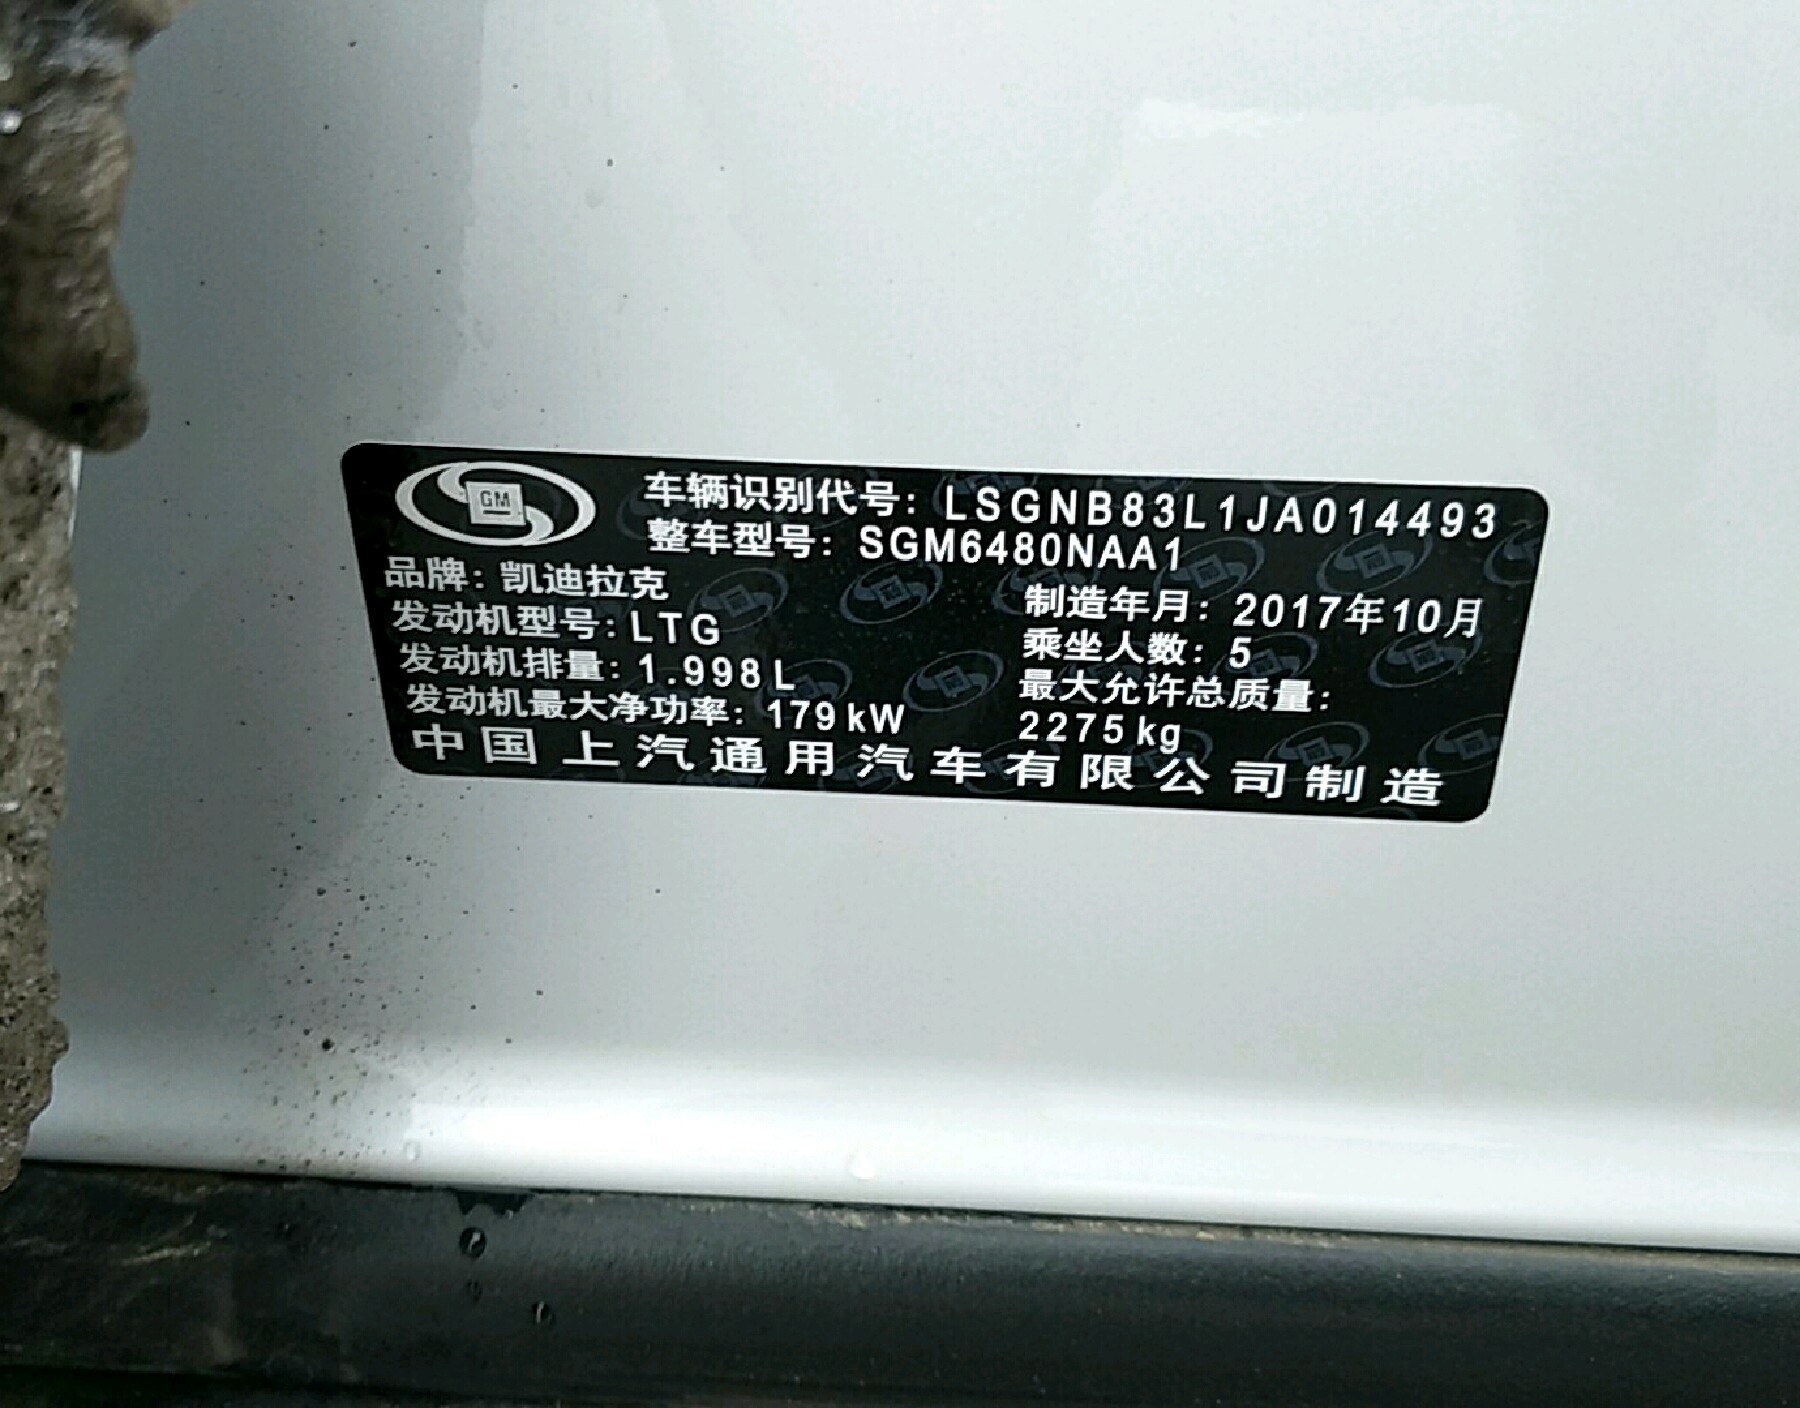 GM
车辆识别代号: LSGNB83L1JA014493
整车型号: SGM6480NAA1
品牌: 凯迪拉克
制造年月: 2017年10月
发动机型号: LTG
乘坐人数: 5
发动机排量: 1.998L
最大允许总质量:
发动机最大净功率: 179kW
2275kg
中国上汽通用汽车有限公司制造